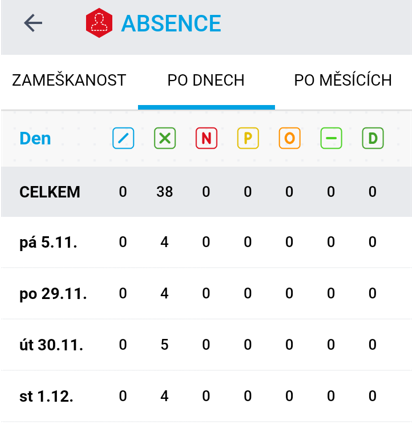 ABSENCE
ZAMEŠKANOST PO DNECH PO MĚSÍCÍCH
Den N P O D
CELKEM 0 38 0 0 0 0 0
pá 5.11. 0 4 0 0 0 0 0
po 29.11. 0 4 0 0 0 0 0
út 30.11. 0 5 0 0 0 0 0
st 1.12. 0 4 0 0 0 0 0